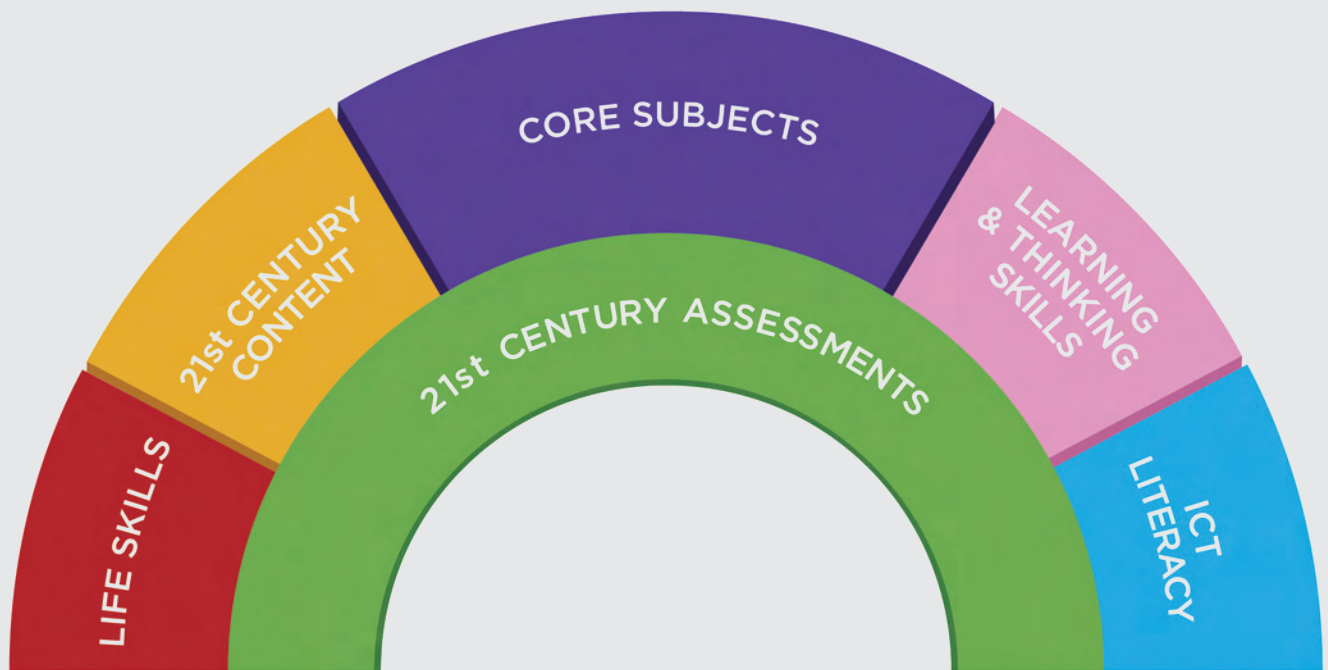 CORE SUBJECTS
21st CENTURY
CONTENT
LEARNING
& THINKING
SKILLS
21st CENTURY ASSESSMENTS
LIFE SKILLS
ICT
LITERACY